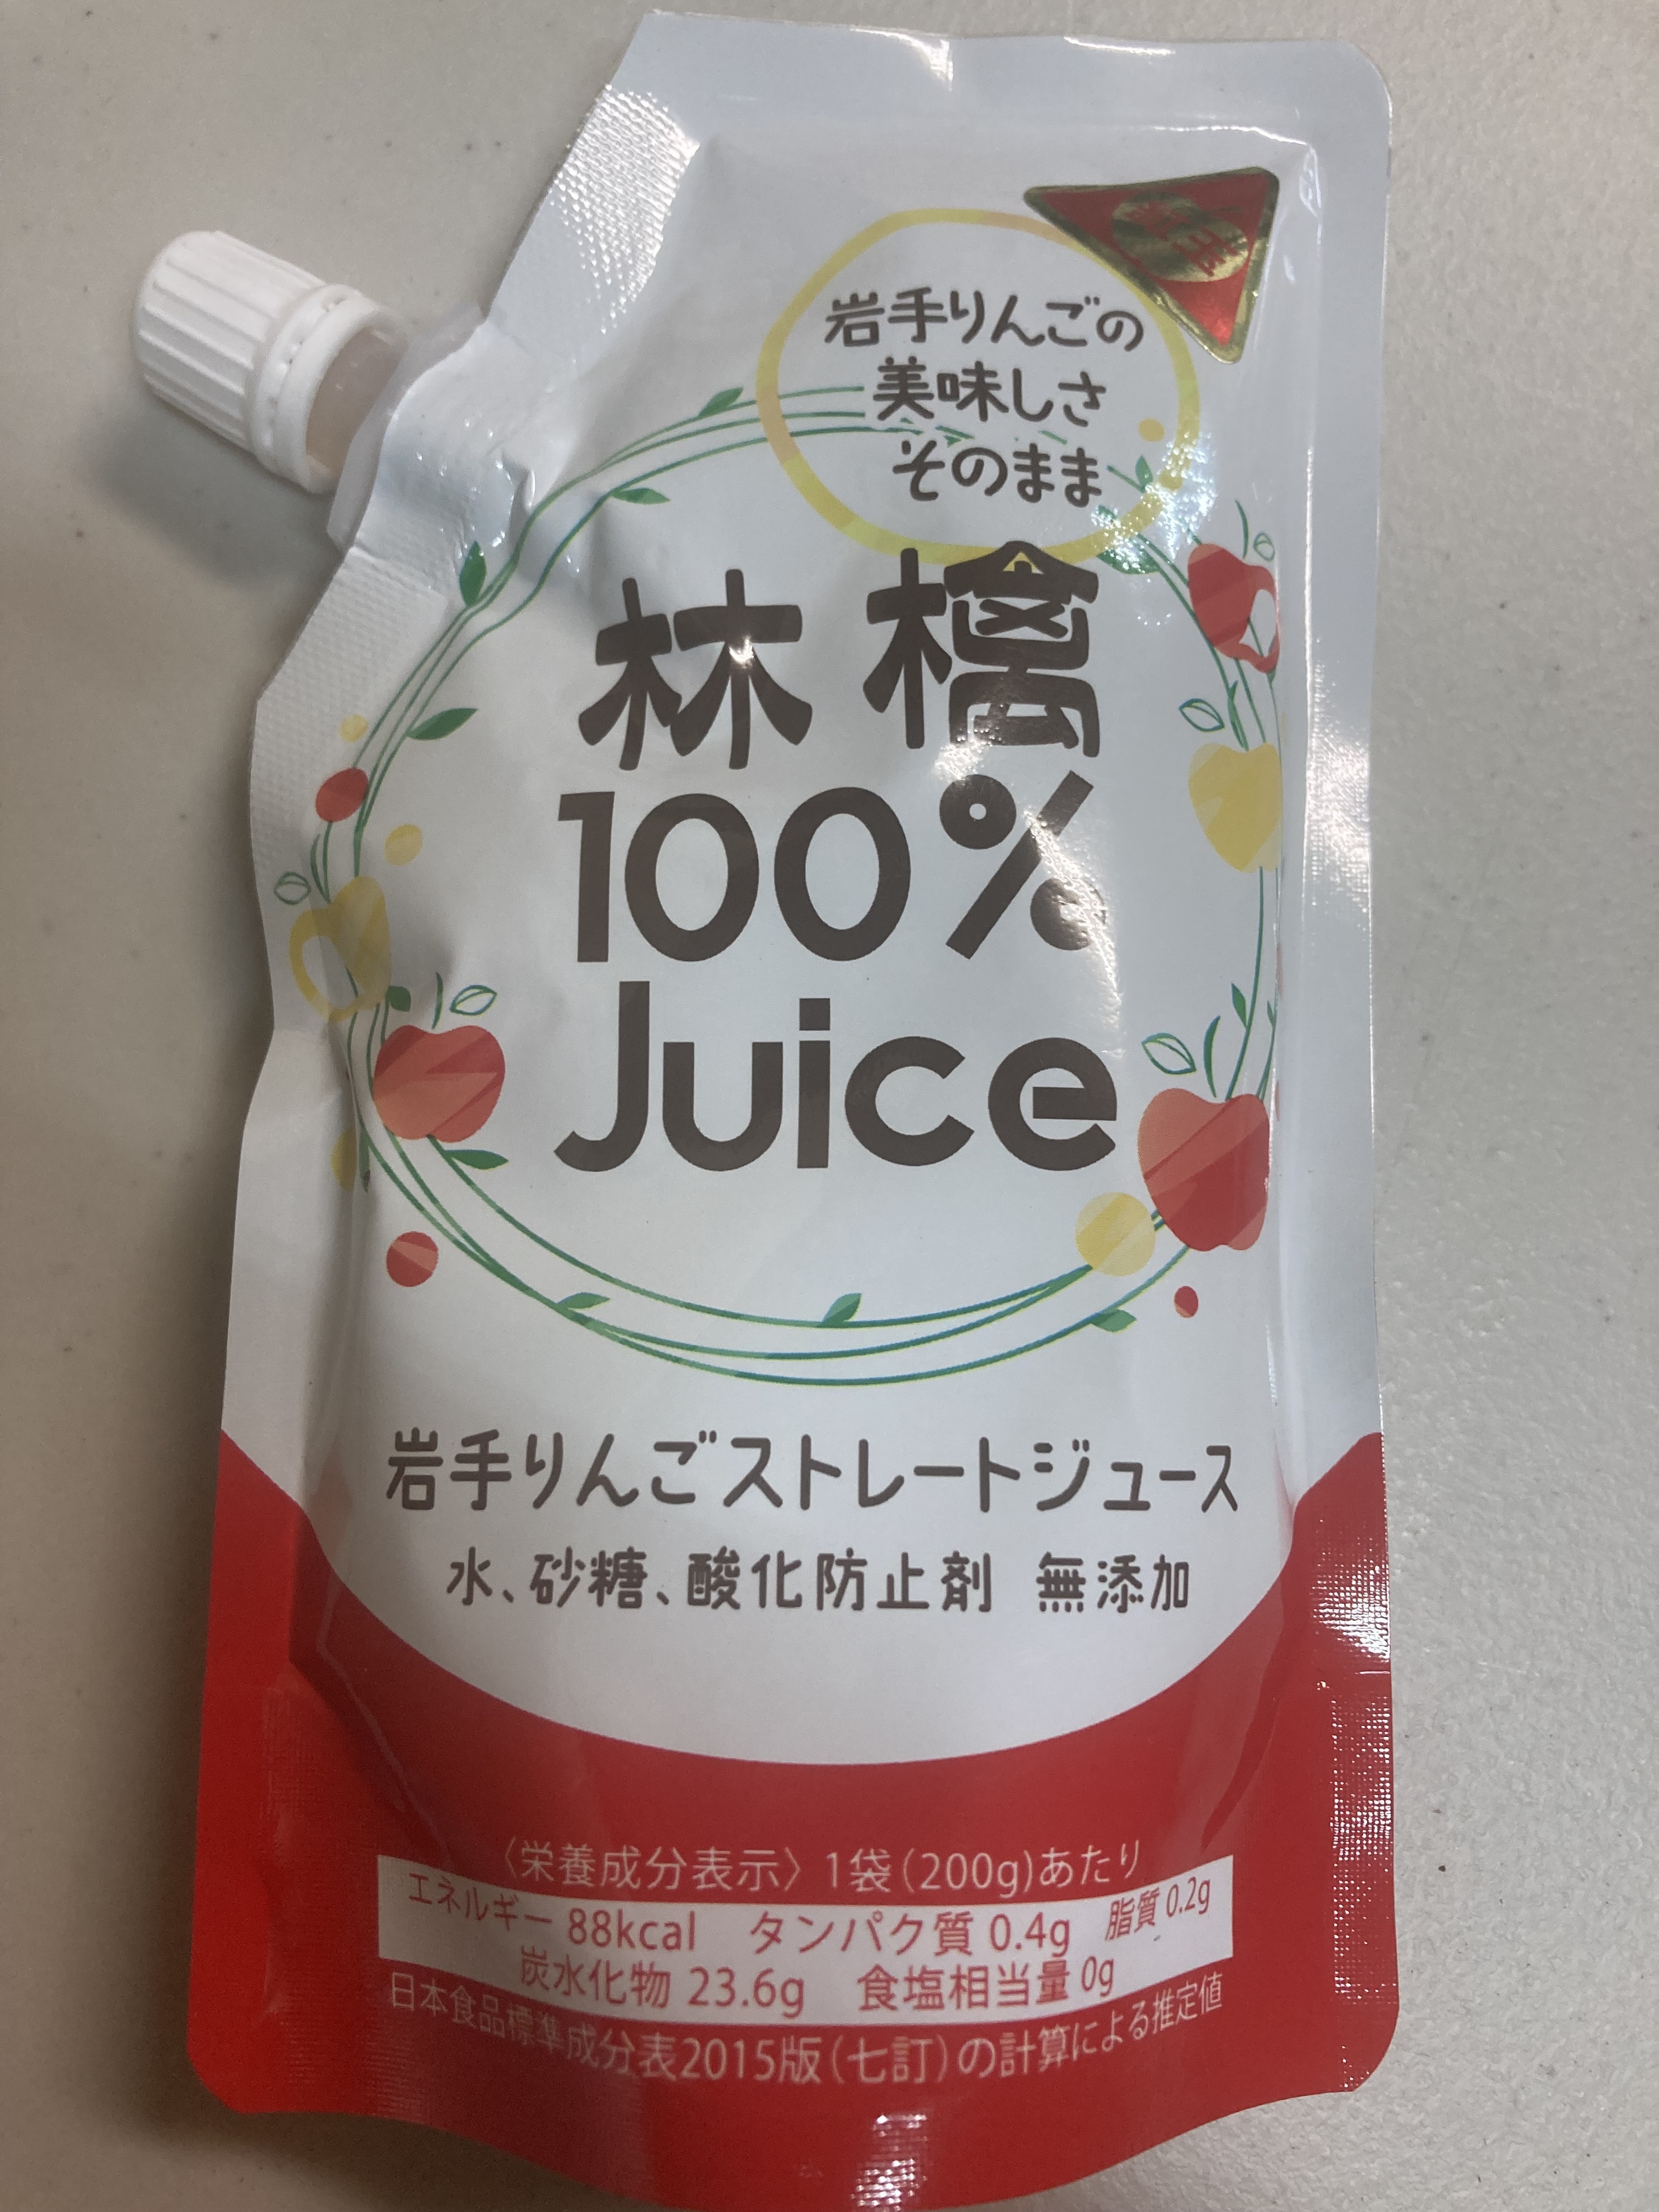 紅玉
岩手りんごの
美味しさ
そのまま
林檎
100%
Juice
岩手りんごストレートジュース
水、砂糖、酸化防止剤 無添加
〈栄養成分表示〉1袋(200g)あたり
エネルギー 88kcal タンパク質 0.4g 脂質 0.2g
炭水化物 23.6g 食塩相当量 0g
日本食品標準成分表2015版(七訂)の計算による推定値